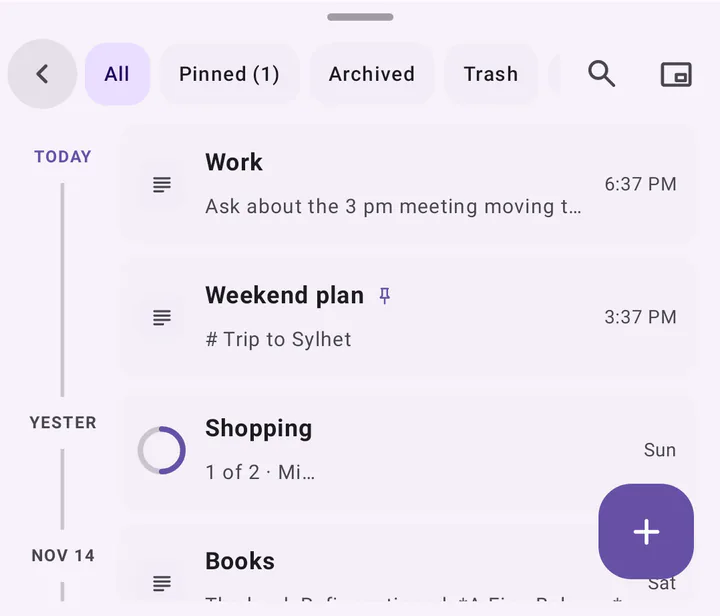 All
Pinned (1)
Archived
Trash
TODAY
Work
6:37 PM
Ask about the 3 pm meeting moving t…
Weekend plan
3:37 PM
# Trip to Sylhet
YESTER
Shopping
Sun
1 of 2 · Mi…
NOV 14
Books
Sat